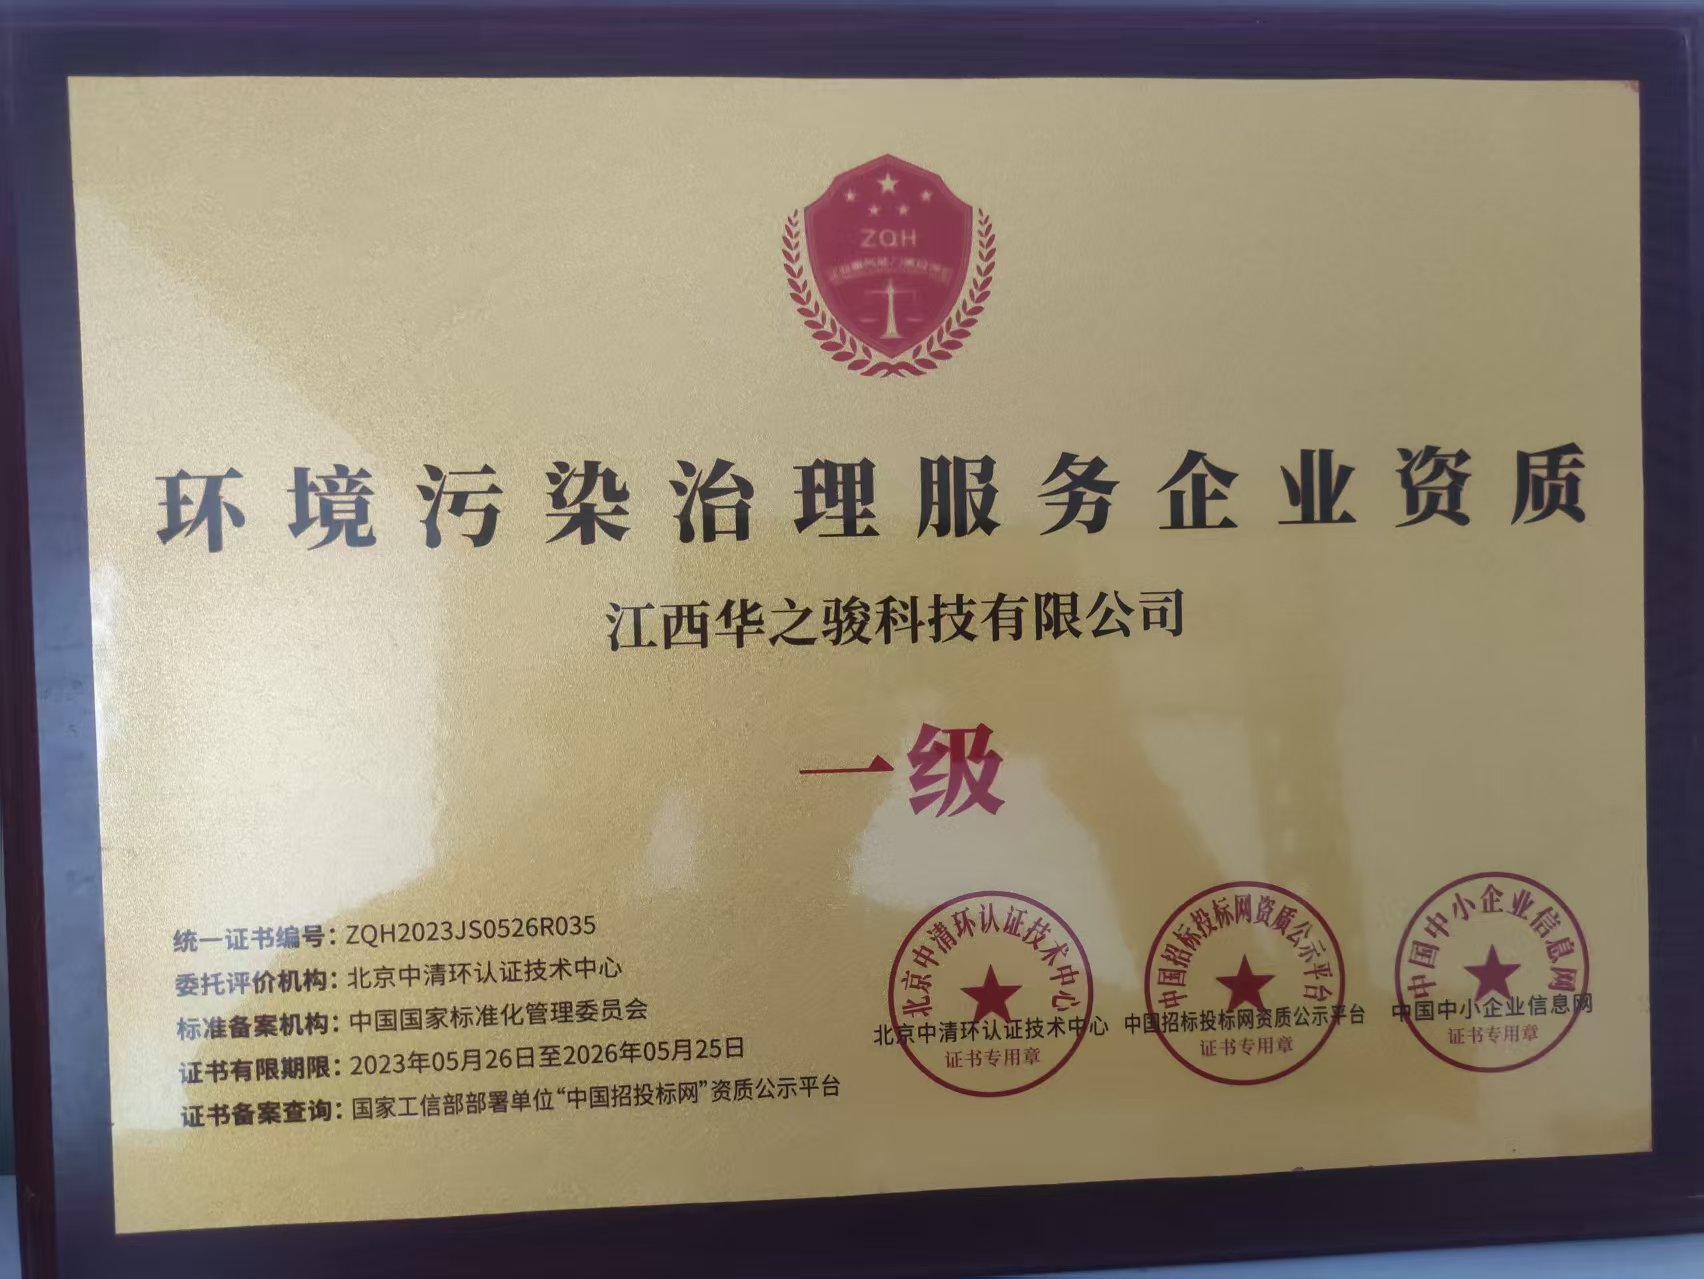 ZQH
环境污染治理服务企业资质
江西华之骏科技有限公司
一级
统一证书编号：ZQH2023JS0526R035
委托评价机构：北京中清环认证技术中心
标准备案机构：中国国家标准化管理委员会
证书有限期限：2023年05月26日至2026年05月25日
证书备案查询：国家工信部部署单位“中国招投标网”资质公示平台
北京中清环认证技术中心
北京中清环认证技术中心
证书专用章
中国招标投标网资质公示平台
中国招标投标网资质公示平台
证书专用章
中国中小企业信息网
中国中小企业信息网
证书专用章